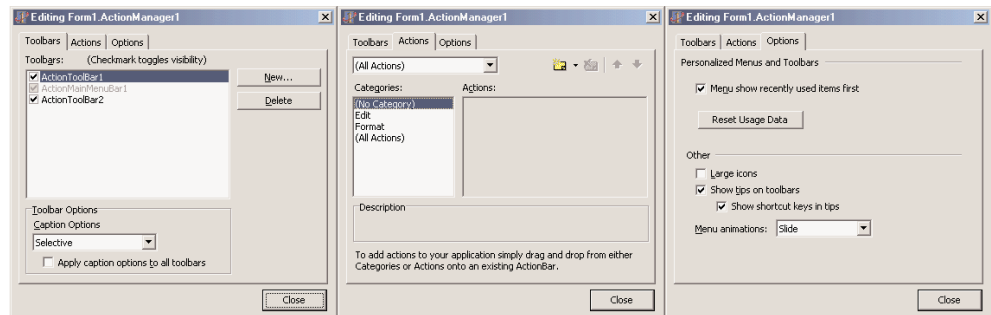 Editing Form1.ActionManager1
Toolbars Actions Options
Toolbars: (Checkmark toggles visibility)
ActionToolBar1
ActionMainMenuBar1
ActionToolBar2
New...
Delete
Toolbar Options
Caption Options
Selective
Apply caption options to all toolbars
Close
Editing Form1.ActionManager1
Toolbars Actions Options
(All Actions)
Categories:
(No Category)
Edit
Format
(All Actions)
Actions:
Description
To add actions to your application simply drag and drop from either
Categories or Actions onto an existing ActionBar.
Close
Editing Form1.ActionManager1
Toolbars Actions Options
Personalized Menus and Toolbars
Menu show recently used items first
Reset Usage Data
Other
Large icons
Show tips on toolbars
Show shortcut keys in tips
Menu animations: Slide
Close